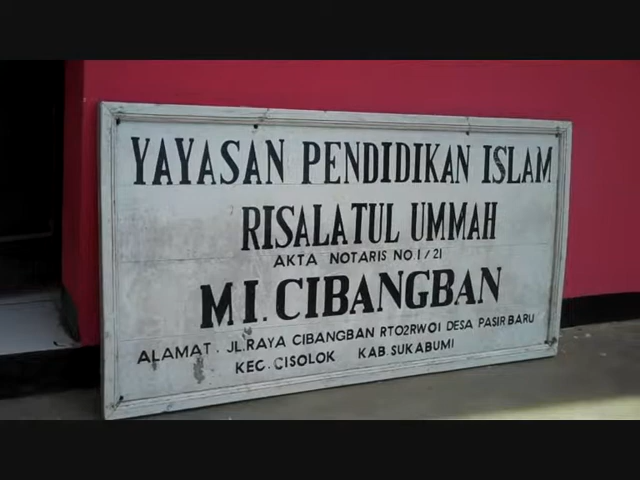 YAYASAN PENDIDIKAN ISLAM
RISALATUL UMMAH
AKTA NOTARIS NO.1/21
MI. CIBANGBAN
ALAMAT. JL.RAYA CIBANGBAN RT02RW01 DESA PASIR BARU
KEC.CISOLOK KAB.SUKABUMI